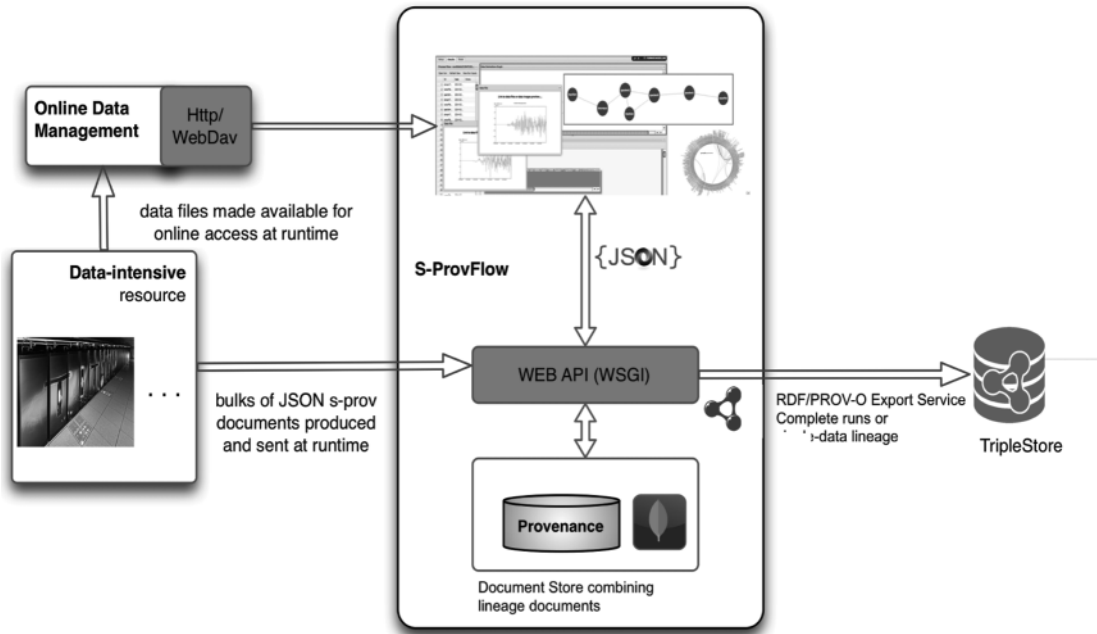 Online Data
Management
Http/
WebDav
data files made available for
online access at runtime
Data-intensive
resource
. . .
bulks of JSON s-prov
documents produced
and sent at runtime
S-ProvFlow
{JSON}
WEB API (WSGI)
RDF/PROV-O Export Service
Complete runs or
-data lineage
TripleStore
Provenance
Document Store combining
lineage documents